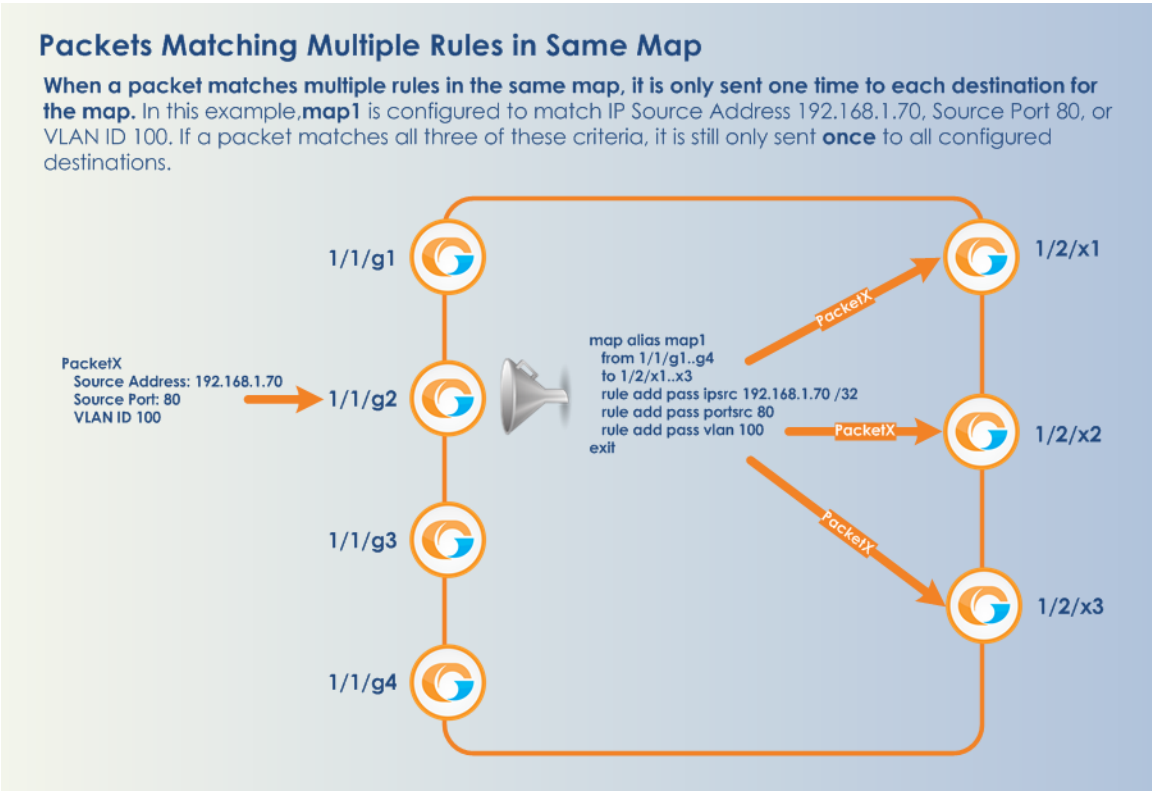 Packets Matching Multiple Rules in Same Map
When a packet matches multiple rules in the same map, it is only sent one time to each destination for
the map. In this example,map1 is configured to match IP Source Address 192.168.1.70, Source Port 80, or
VLAN ID 100. If a packet matches all three of these criteria, it is still only sent once to all configured
destinations.
1/1/g1
1/2/x1
PacketX
map alias map1
from 1/1/g1..g4
to 1/2/x1..x3
rule add pass ipsrc 192.168.1.70 /32
rule add pass portsrc 80
rule add pass vlan 100
exit
PacketX
Source Address: 192.168.1.70
Source Port: 80
VLAN ID 100
1/1/g2
PacketX
1/2/x2
PacketX
1/1/g3
1/2/x3
1/1/g4